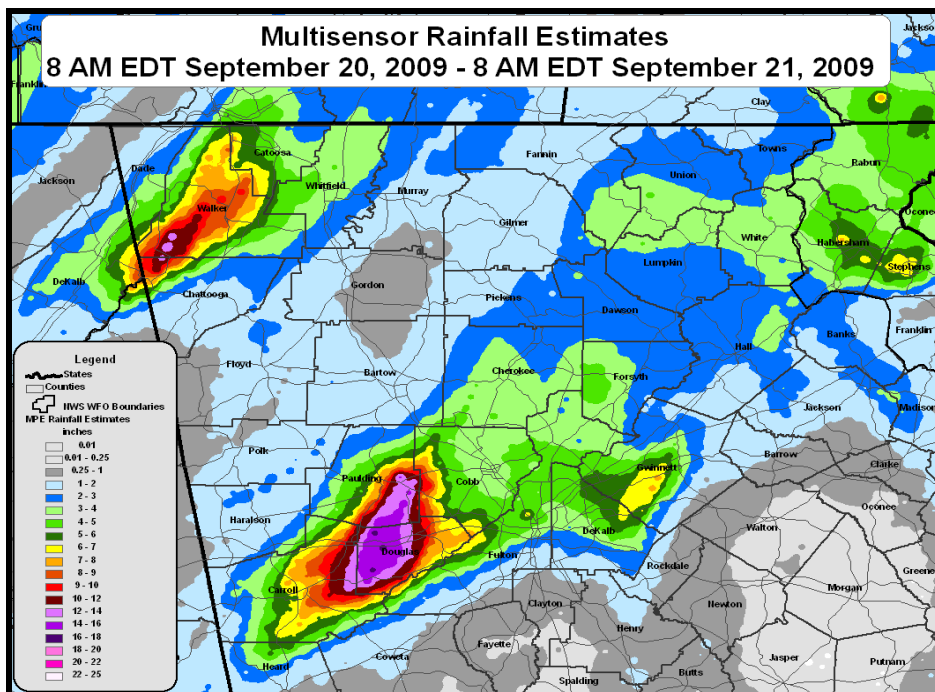 Multisensor Rainfall Estimates
8 AM EDT September 20, 2009 - 8 AM EDT September 21, 2009
Clay
Towns
Fannin
Catoosa
Rabun
Dade
Union
Jackson
Whitfield
Murray
Walker
Oconee
Gilmer
White
Habersham
Lumpkin
Stephens
DeKalb
Gordon
Chattooga
Pickens
Dawson
Franklin
Banks
Hall
Legend
States
Counties
NWS WFO Boundaries
MPE Rainfall Estimates
inches
0.01
0.01 - 0.25
0.25 - 1
1 - 2
2 - 3
3 - 4
4 - 5
5 - 6
6 - 7
7 - 8
8 - 9
9 - 10
10 - 12
12 - 14
14 - 16
16 - 18
18 - 20
20 - 22
22 - 25
Floyd
Bartow
Cherokee
Forsyth
Jackson
Madison
Polk
Barrow
Clarke
Paulding
Cobb
Gwinnett
Oconee
Haralson
Walton
DeKalb
Douglas
Fulton
Rockdale
Greene
Carroll
Morgan
Clayton
Newton
Henry
Fayette
Coweta
Jasper
Putnam
Heard
Butts
Spalding